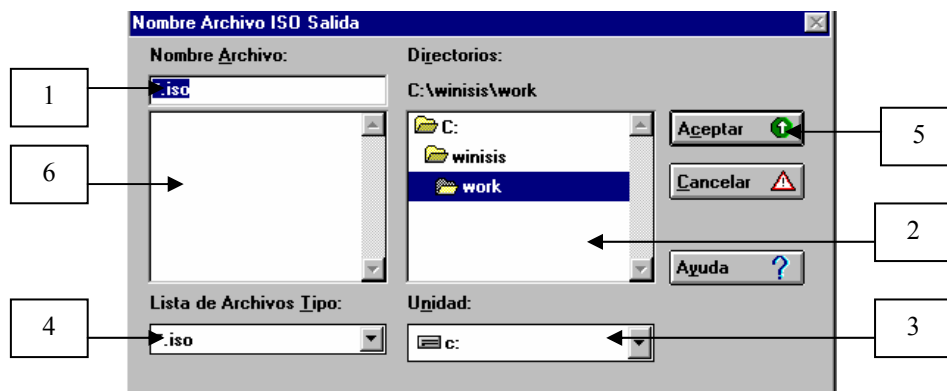 Nombre Archivo ISO Salida
Nombre Archivo:
Directorios:
1
.iso
C:\winisis\work
C:
Aceptar
5
winisis
6
work
Cancelar
2
Ayuda
Lista de Archivos Tipo:
Unidad:
4
.iso
c:
3